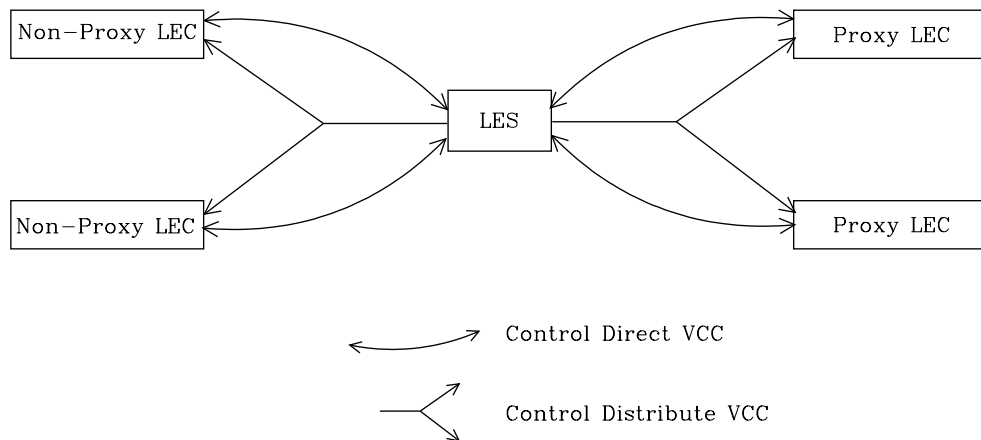 Non-Proxy LEC
Proxy LEC
LES
Non-Proxy LEC
Proxy LEC
Control Direct VCC
Control Distribute VCC